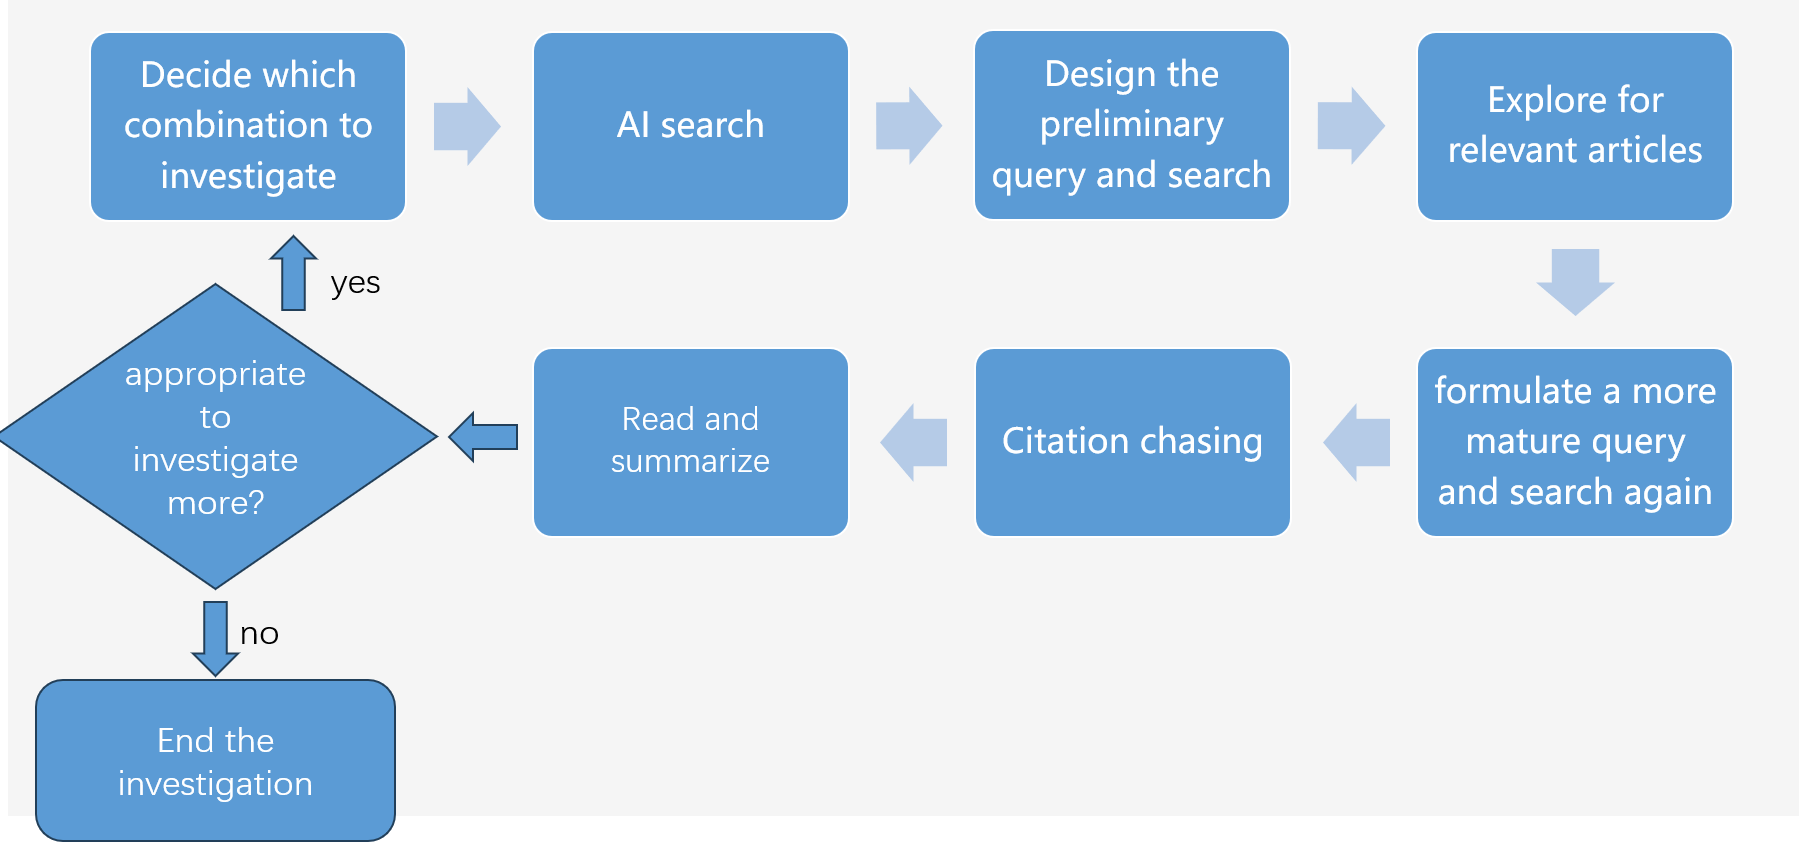 Decide which
combination to
investigate
AI search
Design the
preliminary
query and search
Explore for
relevant articles
formulate a more
mature query
and search again
Citation chasing
Read and
summarize
appropriate
to
investigate
more?
yes
no
End the
investigation